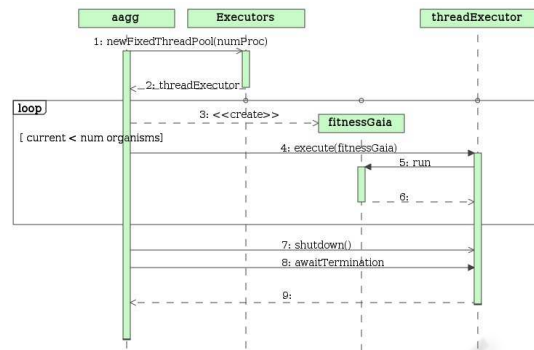 aagg Executors threadExecutor
1: newFixedThreadPool(numProc)
2: threadExecutor
loop
3: <<create>>
fitnessGaia
[ current < num organisms]
4: execute(fitnessGaia)
5: run
6:
7: shutdown()
8: awaitTermination
9: